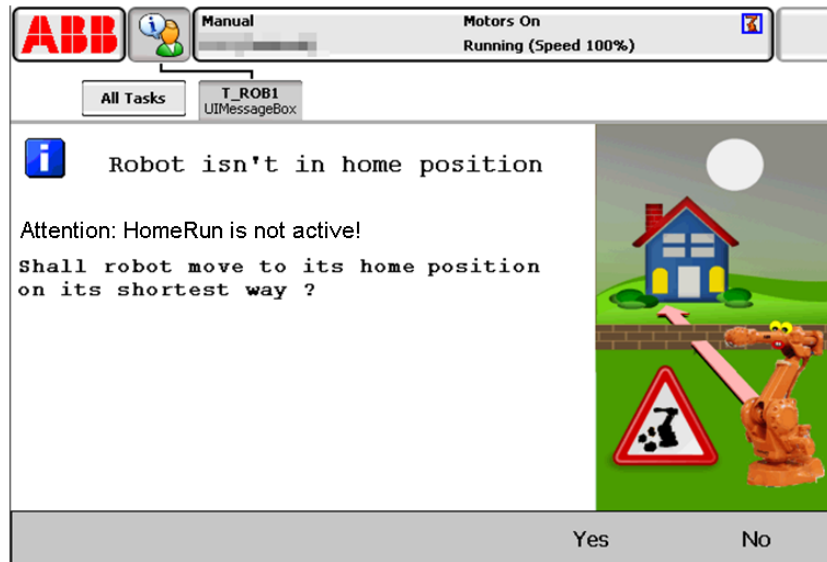 ABB
Manual
Motors On
Running (Speed 100%)
All Tasks
T_ROB1
UIMessageBox
Robot isn't in home position
Attention: HomeRun is not active!
Shall robot move to its home position
on its shortest way ?
Yes
No